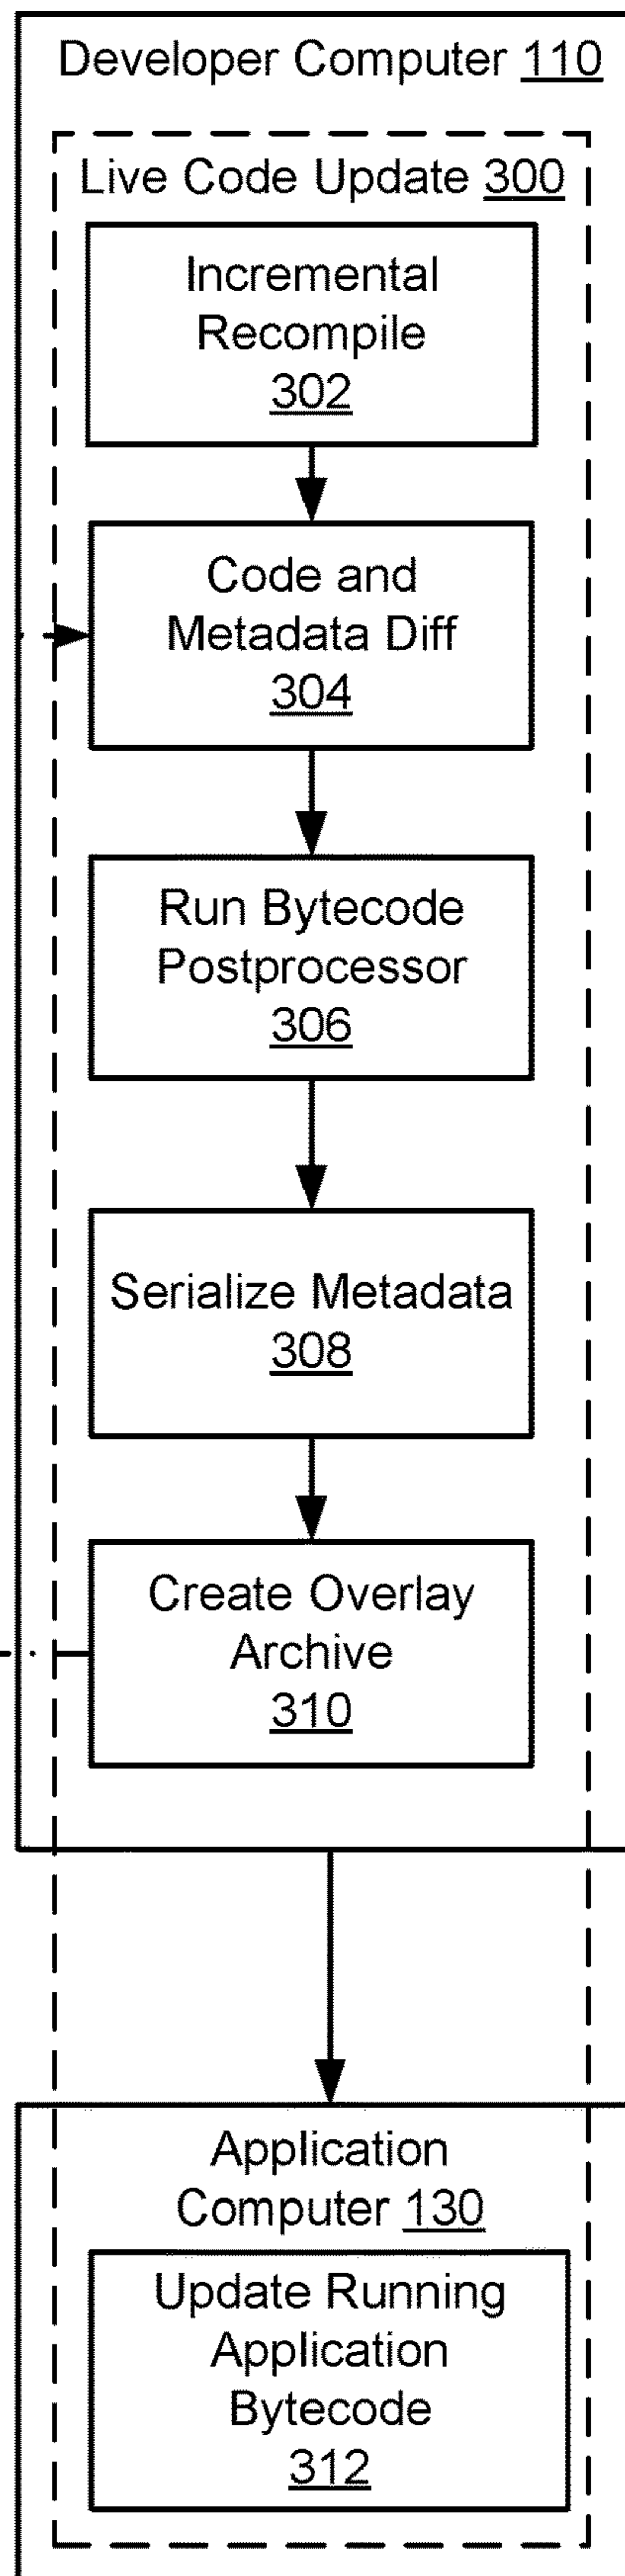 Developer Computer 110
Live Code Update 300
Incremental
Recompile
302
Code and
Metadata Diff
304
Run Bytecode
Postprocessor
306
Serialize Metadata
308
Create Overlay
Archive
310
Application
Computer 130
Update Running
Application
Bytecode
312